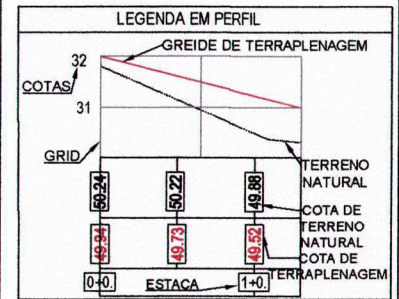 LEGENDA EM PERFIL
32
GREIDE DE TERRAPLENAGEM
COTAS
31
GRID
TERRENO
NATURAL
50.24
50.22
49.88
COTA DE
TERRENO
NATURAL
49.94
49.73
49.52
COTA DE
TERRAPLENAGEM
0+0.
ESTACA
1+0.